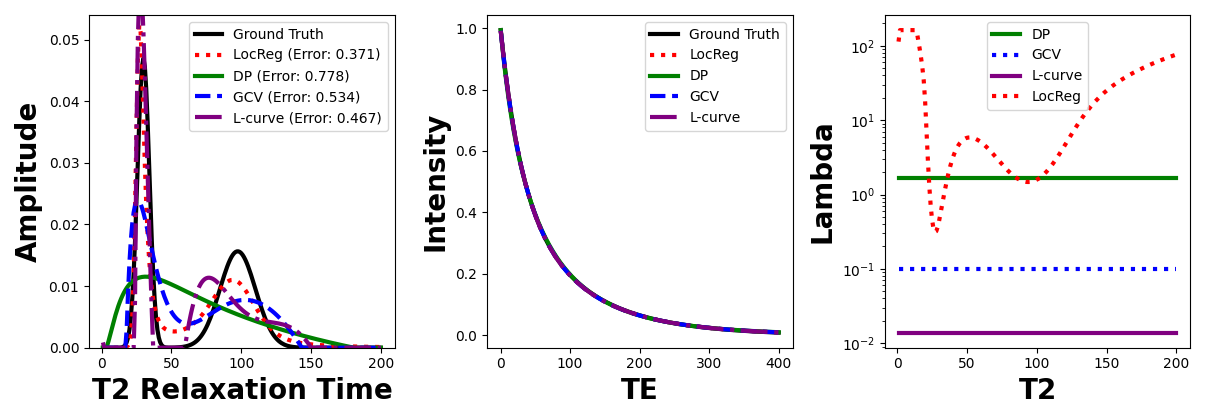 Amplitude
0.05
0.04
0.03
0.02
0.01
0.00
Ground Truth
LocReg (Error: 0.371)
DP (Error: 0.778)
GCV (Error: 0.534)
L-curve (Error: 0.467)
0 50 100 150 200
T2 Relaxation Time
Intensity
1.0
0.8
0.6
0.4
0.2
0.0
Ground Truth
LocReg
DP
GCV
L-curve
0 100 200 300 400
TE
Lambda
10²
10¹
10⁰
10⁻¹
10⁻²
DP
GCV
L-curve
LocReg
0 50 100 150 200
T2